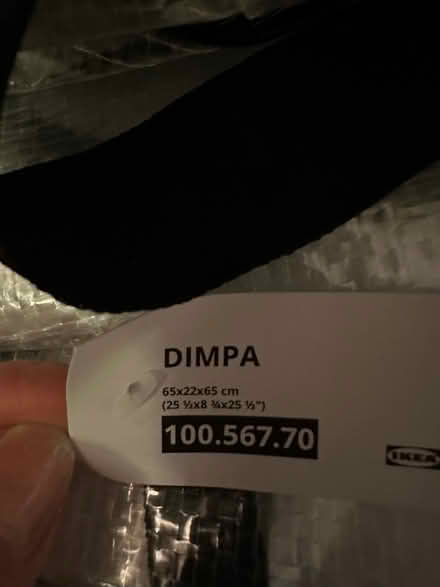 DIMPA
65x22x65 cm
(25 ½x8 ¾x25 ½")
100.567.70
IKEA